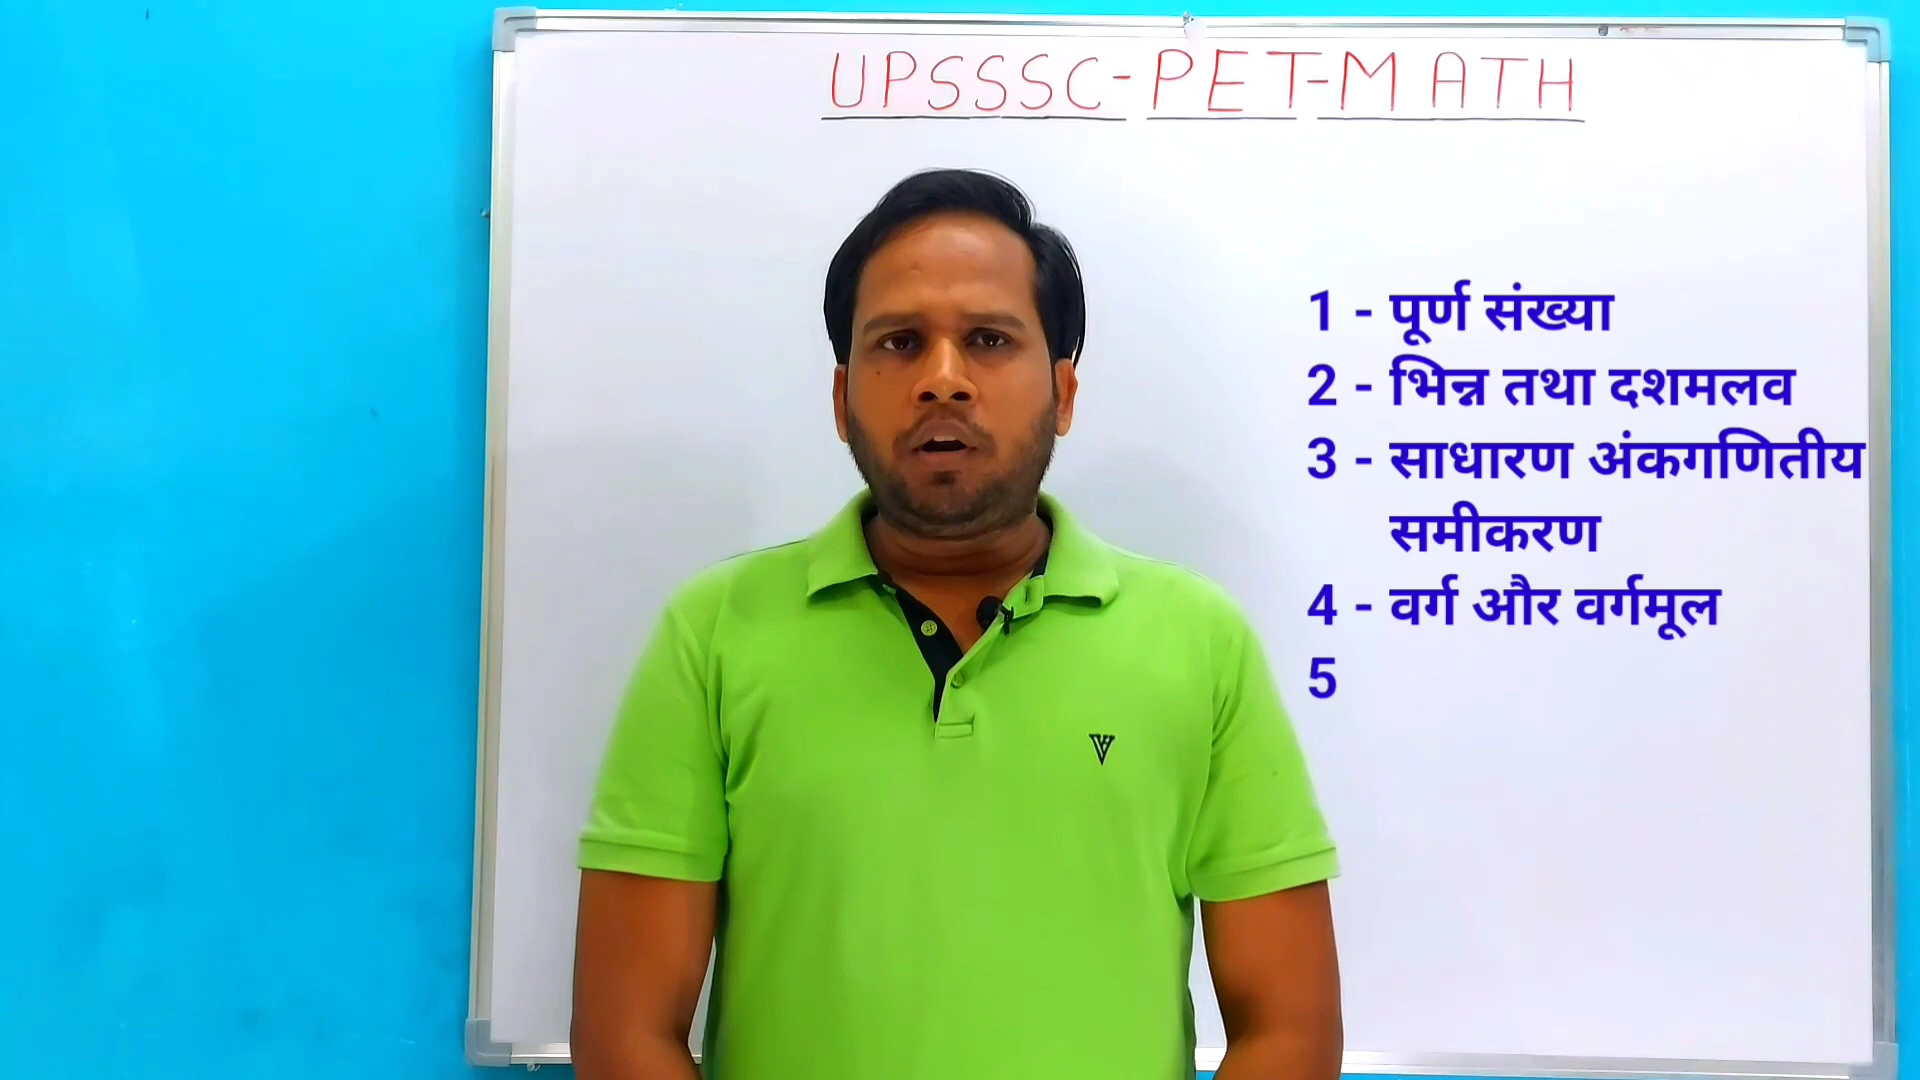 UPSSSC-PET-MATH
1 - पूर्ण संख्या
2 - भिन्न तथा दशमलव
3 - साधारण अंकगणितीय
समीकरण
4 - वर्ग और वर्गमूल
5